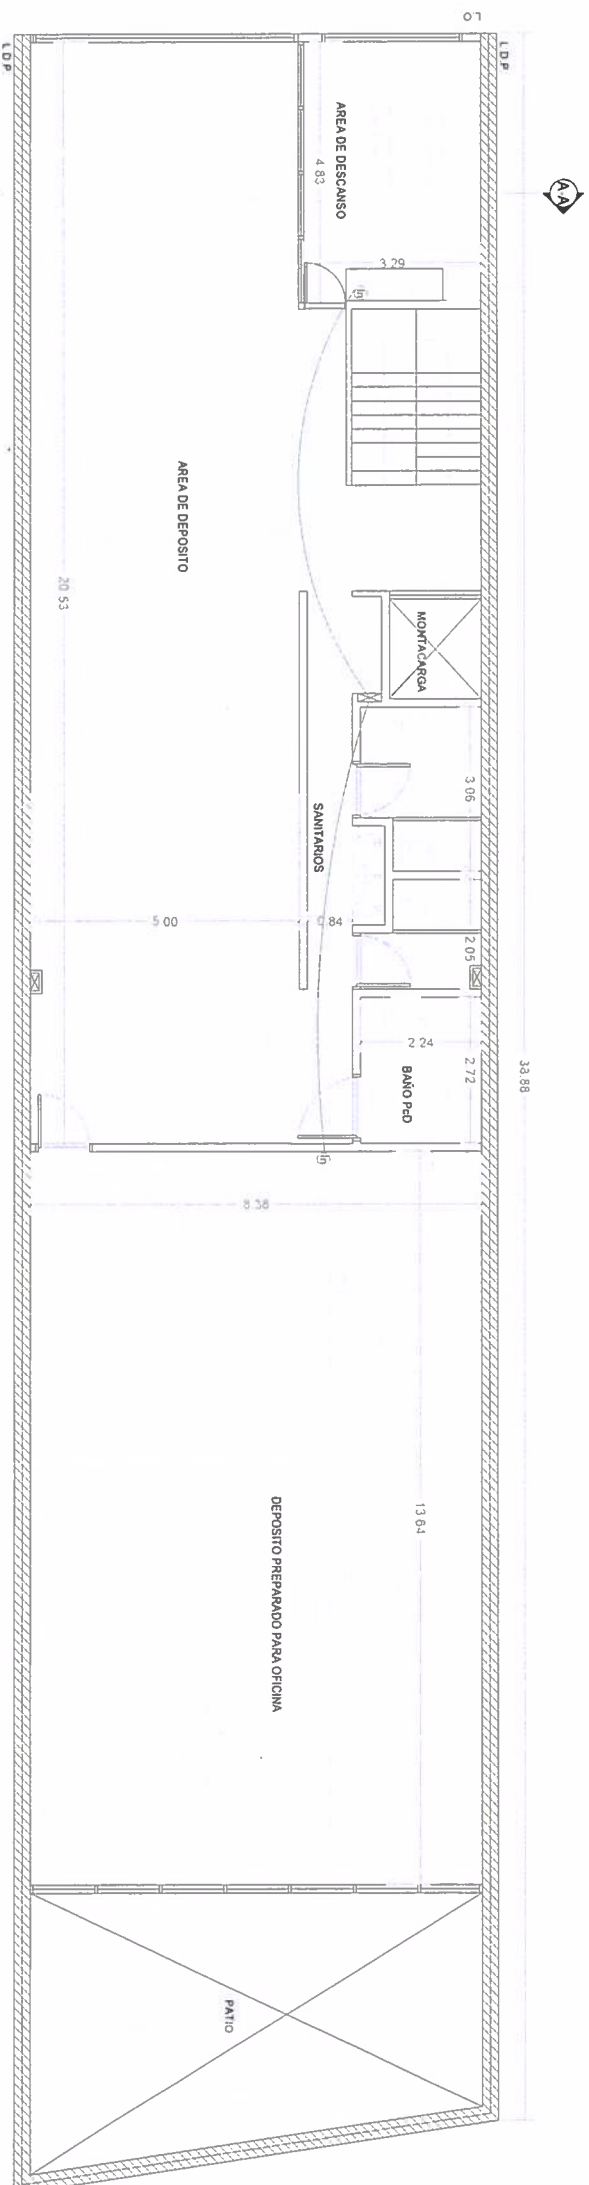 L.O
L.D.P
L.D.P
A-A
AREA DE DESCANSO
4.83
3.29
AREA DE DEPOSITO
20.53
MONTACARGA
3.06
SANITARIOS
5.00
0.84
2.05
2.24
2.72
BAÑO PcD
33.88
8.38
13.64
DEPOSITO PREPARADO PARA OFICINA
PATIO